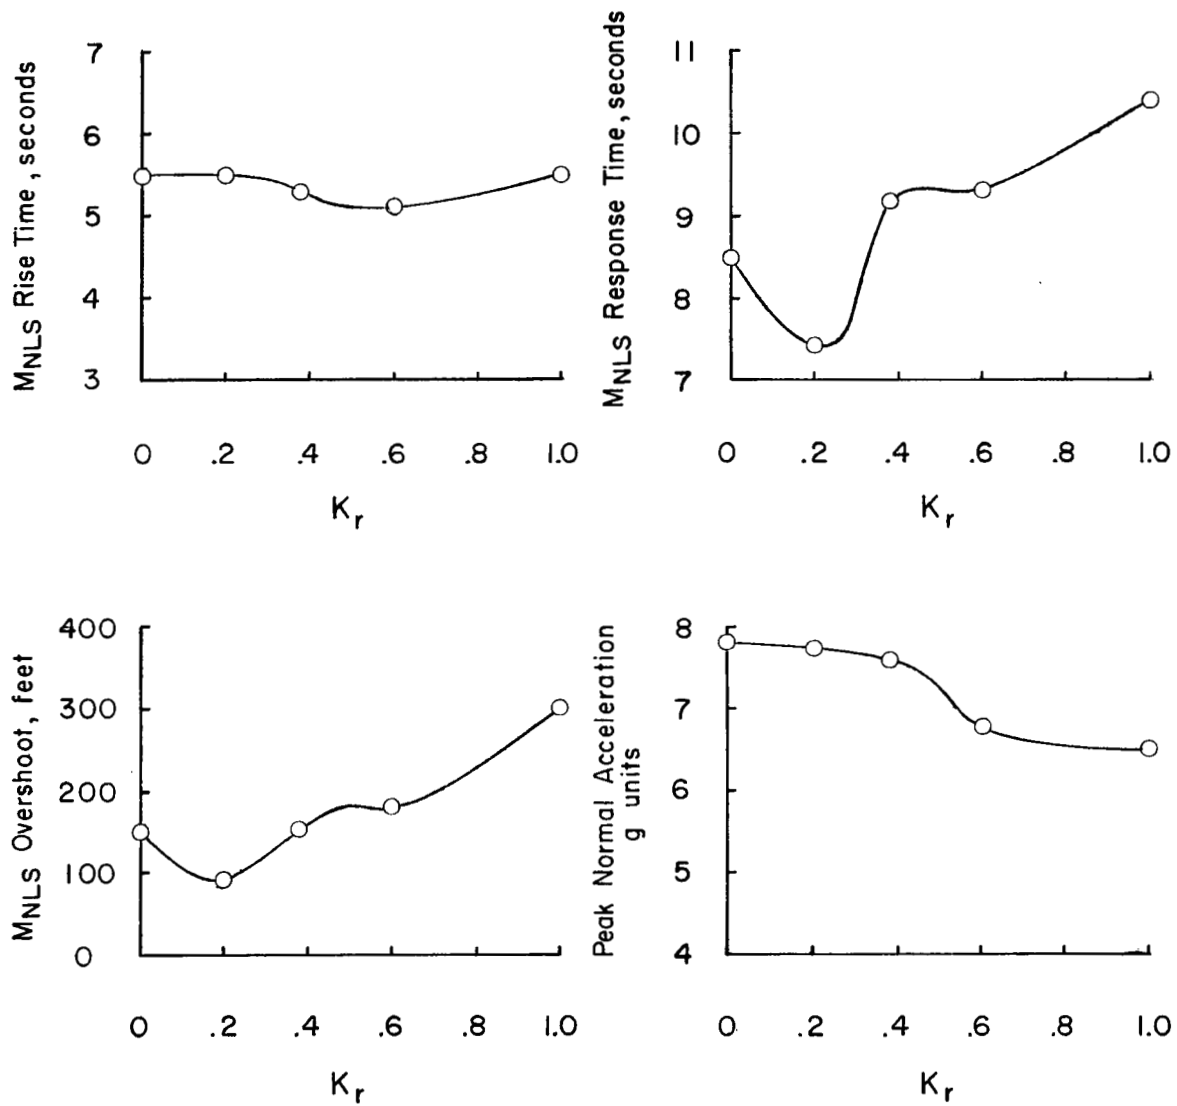 M_NLS Rise Time, seconds
7
6
5
4
3
0 .2 .4 .6 .8 1.0
K_r
M_NLS Response Time, seconds
11
10
9
8
7
0 .2 .4 .6 .8 1.0
K_r
M_NLS Overshoot, feet
400
300
200
100
0
0 .2 .4 .6 .8 1.0
K_r
Peak Normal Acceleration
g units
8
7
6
5
4
0 .2 .4 .6 .8 1.0
K_r